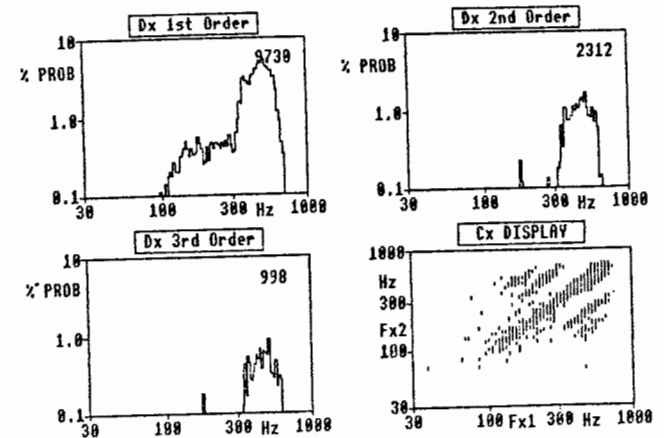 Dx 1st Order
10
% PROB
1.0
0.1
30 100 300 Hz 1000
9730
Dx 2nd Order
10
% PROB
1.0
0.1
30 100 300 Hz 1000
2312
Dx 3rd Order
10
% PROB
1.0
0.1
30 100 300 Hz 1000
998
Cx DISPLAY
1000
Hz
300
Fx2
100
30
30 100 Fx1 300 Hz 1000